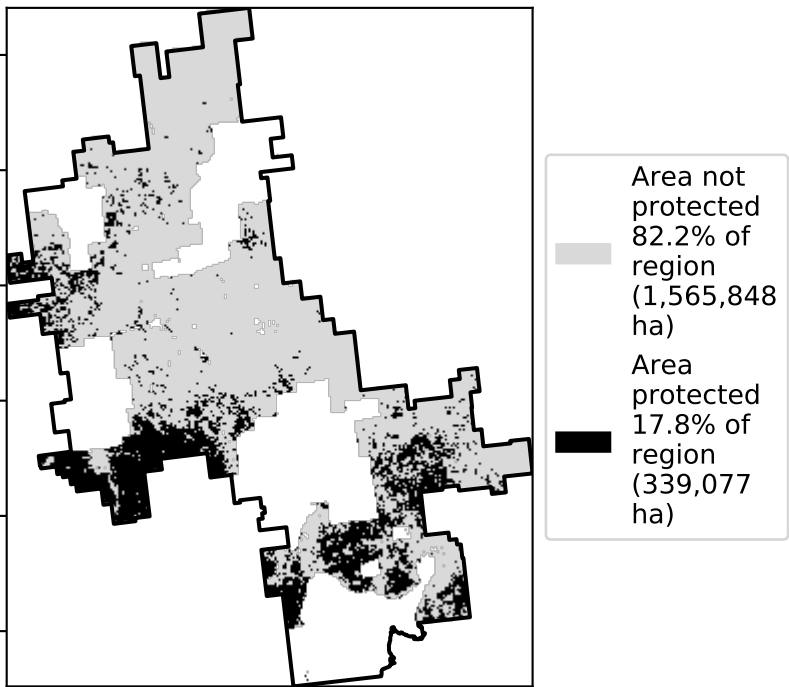 Area not
protected
82.2% of
region
(1,565,848
ha)
Area
protected
17.8% of
region
(339,077
ha)